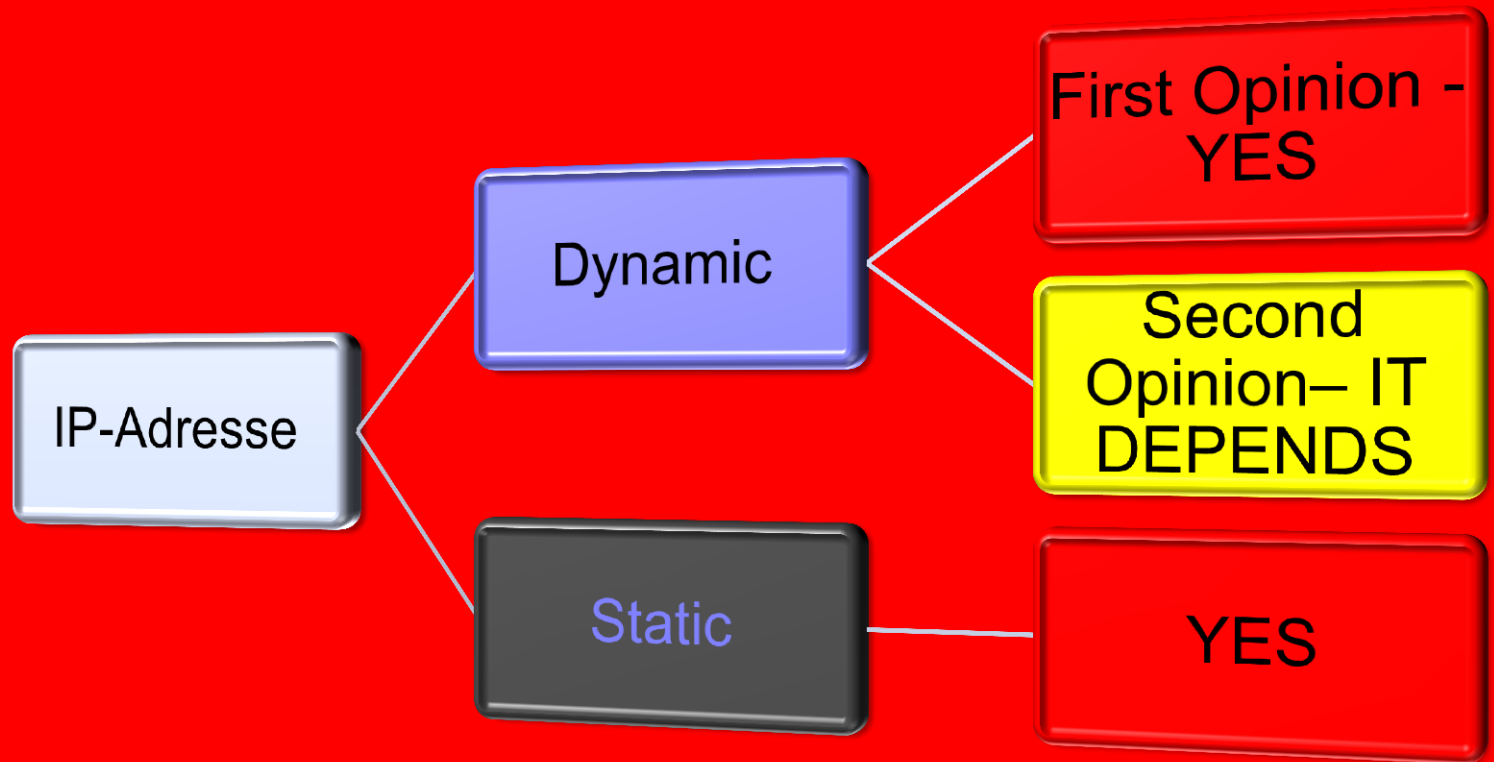 IP-Adresse
Dynamic
Static
First Opinion -
YES
Second
Opinion– IT
DEPENDS
YES